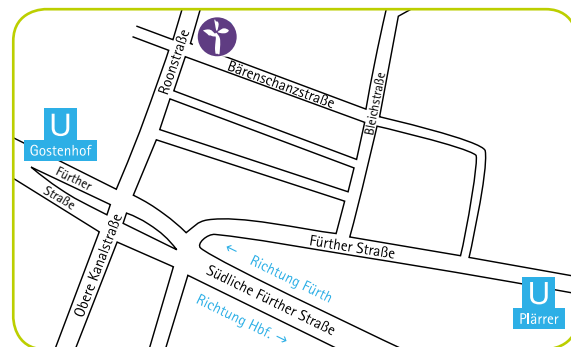 Roonstraße
Bärenschanzstraße
Bleichstraße
U
Gostenhof
Fürther
Straße
Obere Kanalstraße
Fürther Straße
← Richtung Fürth
Südliche Fürther Straße
Richtung Hbf. →
U
Plärrer